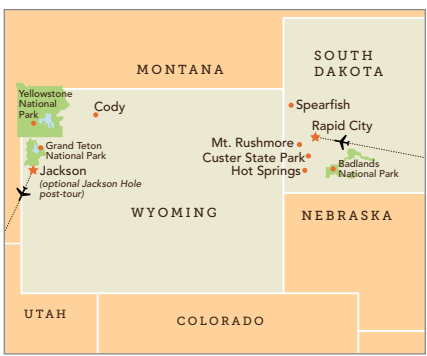 SOUTH
DAKOTA
MONTANA
Yellowstone
National
Park
Cody
Spearfish
Rapid City
Grand Teton
National Park
Mt. Rushmore
Custer State Park
Hot Springs
Badlands
National Park
Jackson
(optional Jackson Hole
post-tour)
WYOMING
NEBRASKA
UTAH
COLORADO